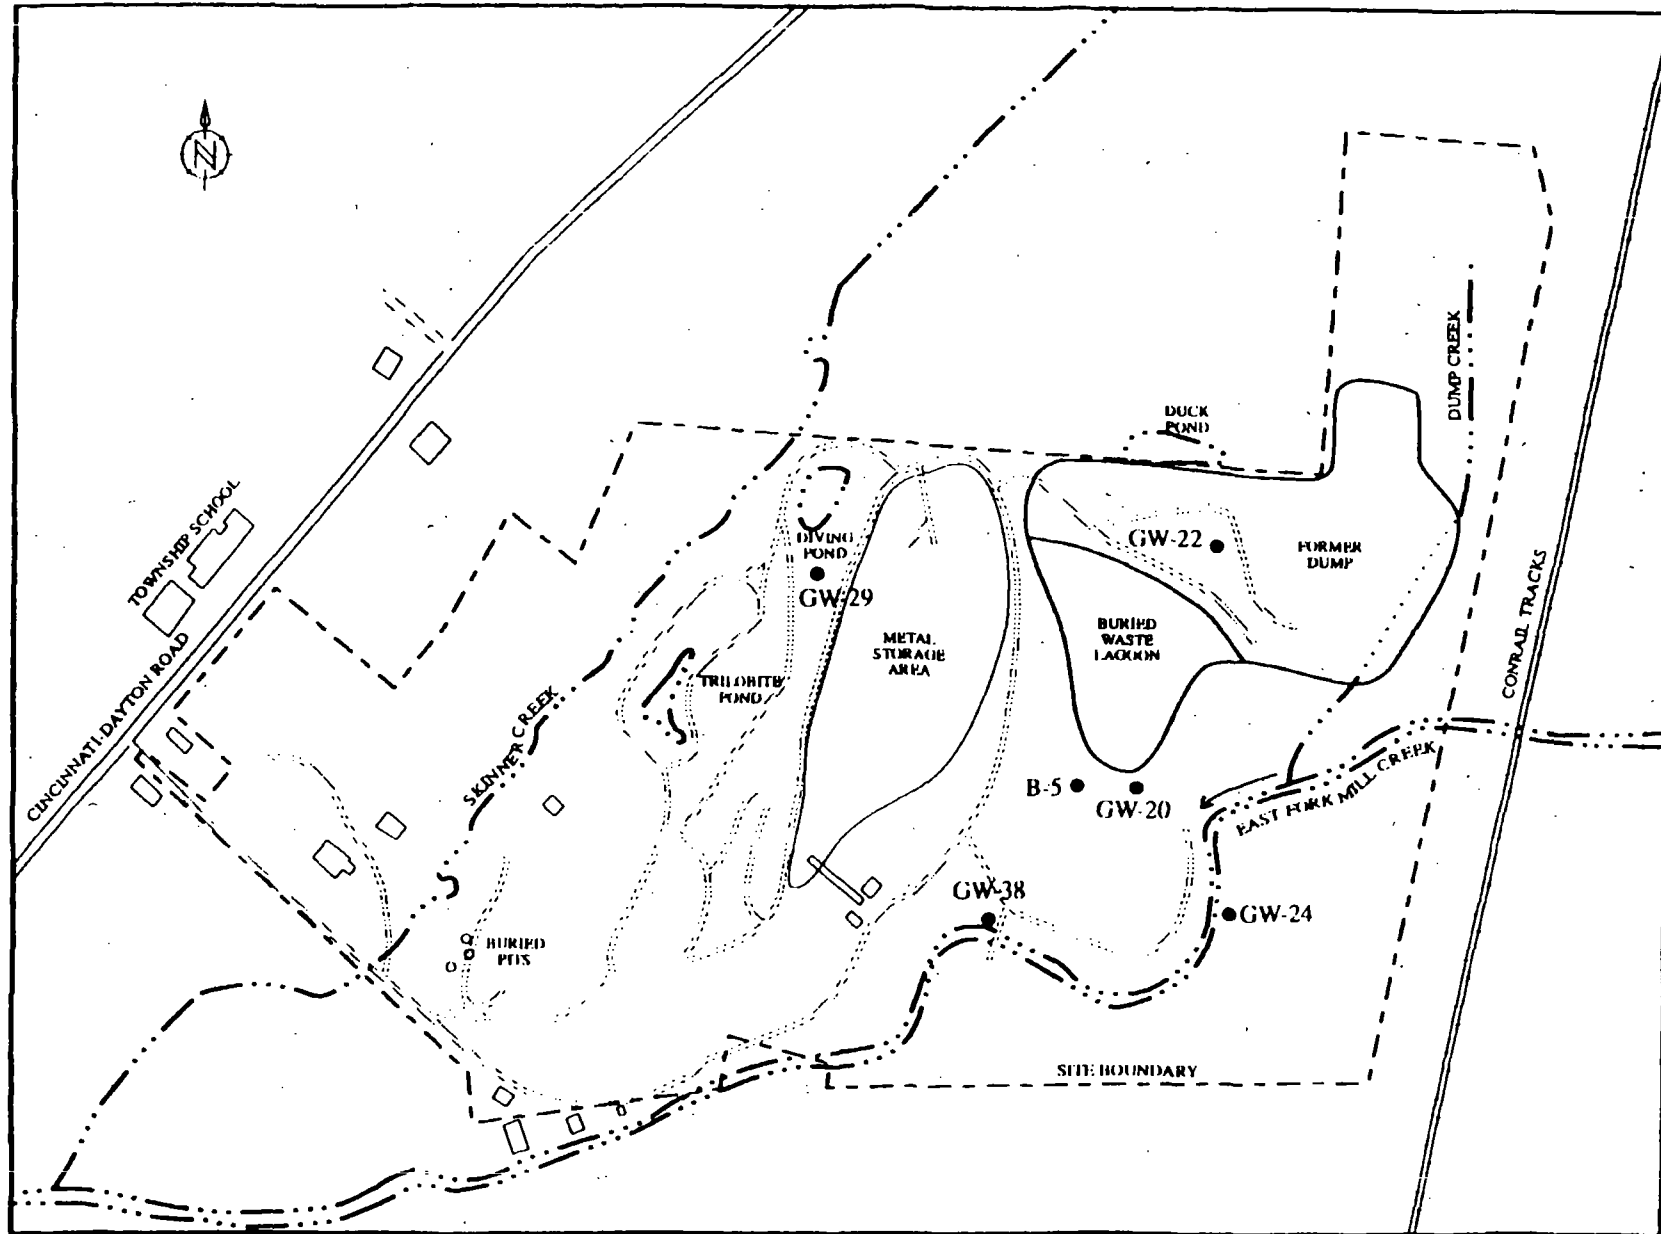 N
DUCK
POND
DUMP CREEK
TOWNSHIP SCHOOL
DIVING
POND
GW-29
GW-22
FORMER
DUMP
CONRAIL TRACKS
METAL
STORAGE
AREA
BURIED
WASTE
LAGOON
TRILOBITE
POND
CINCINNATI-DAYTON ROAD
SKINNER CREEK
B-5
GW-20
EAST FORK MILL CREEK
GW-38
GW-24
BURIED
PITS
SITE BOUNDARY